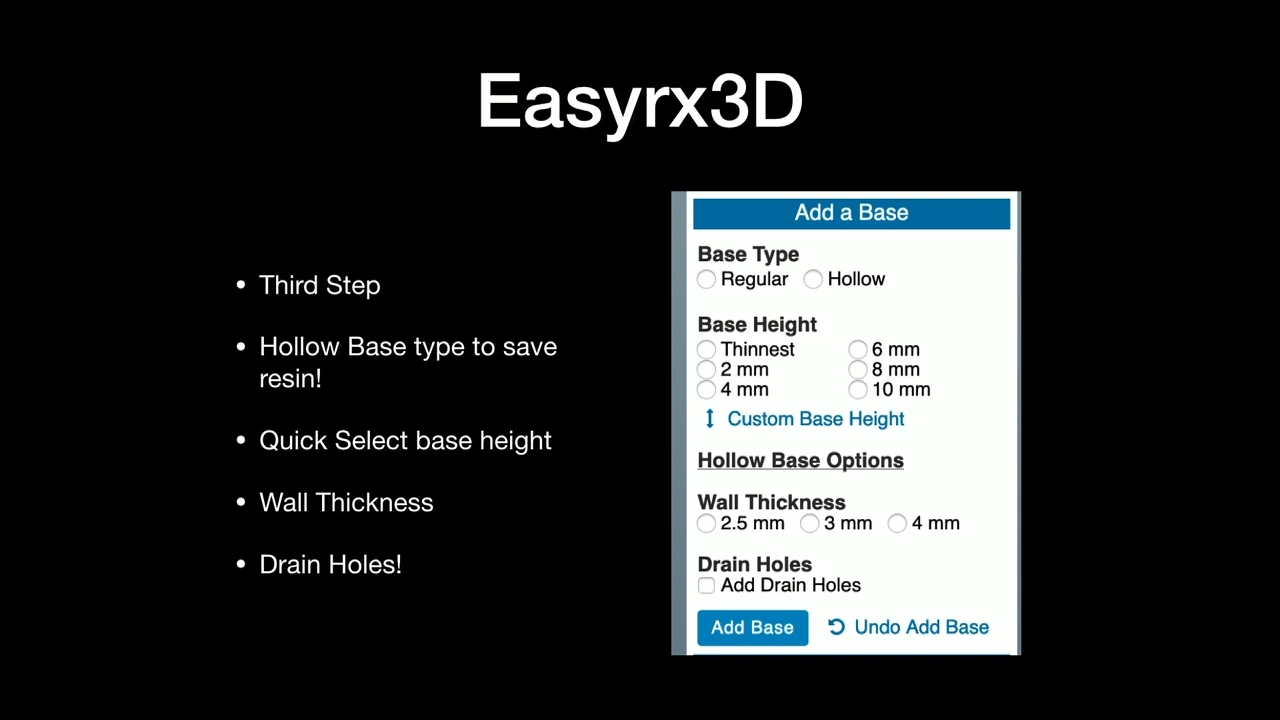 Easyrx3D
• Third Step
• Hollow Base type to save
resin!
• Quick Select base height
• Wall Thickness
• Drain Holes!
Add a Base
Base Type
Regular Hollow
Base Height
Thinnest 6 mm
2 mm 8 mm
4 mm 10 mm
Custom Base Height
Hollow Base Options
Wall Thickness
2.5 mm 3 mm 4 mm
Drain Holes
Add Drain Holes
Add Base Undo Add Base